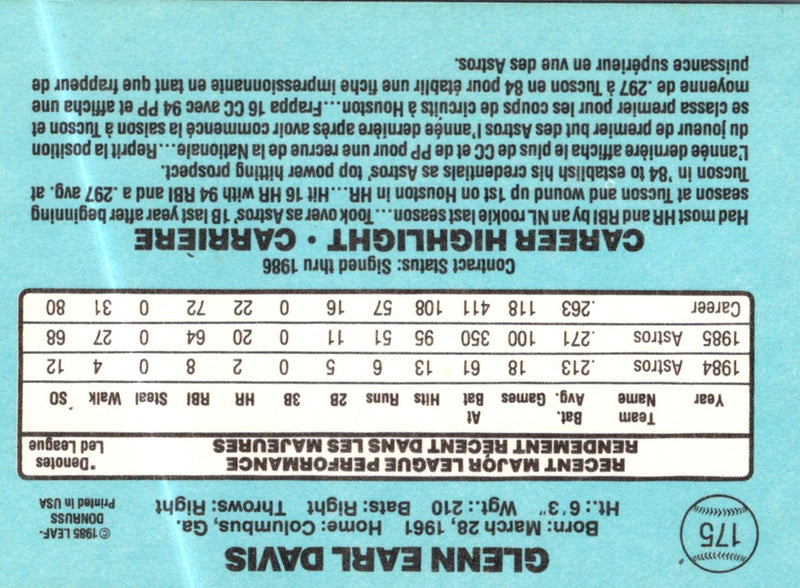 175
GLENN EARL DAVIS
Born: March 28, 1961 Home: Columbus, Ga.
Ht.: 6'3" Wgt.: 210 Bats: Right Throws: Right
© 1985 LEAF-
DONRUSS
Printed in USA
RECENT MAJOR LEAGUE PERFORMANCE
RENDEMENT RÉCENT DANS LES MAJEURES
*Denotes
Led League
Year Team Name Bat. Avg. Games At Bat Hits Runs 2B 3B HR RBI Steal Walk SO
1984 Astros .213 18 61 13 6 5 0 2 8 0 4 12
1985 Astros .271 100 350 95 51 11 0 20 64 0 27 68
Career .263 118 411 108 57 16 0 22 72 0 31 80
Contract Status: Signed thru 1986
CAREER HIGHLIGHT • CARRIERE
Had most HR and RBI by an NL rookie last season...Took over as Astros' 1B last year after beginning
season at Tucson and wound up 1st on Houston in HR...Hit 16 HR with 94 RBI and a .297 avg. at
Tucson in '84 to establish his credentials as Astros' top power hitting prospect.
L'année dernière afficha le plus de CC et de PP pour une recrue de la Nationale...Reprit la position
du joueur de premier but des Astros l'année dernière après avoir commencé la saison à Tucson et
se classa premier pour les coups de circuits à Houston...Frappa 16 CC avec 94 PP et afficha une
moyenne de .297 à Tucson en 84 pour établir une fiche impressionnante en tant que frappeur de
puissance supérieur en vue des Astros.